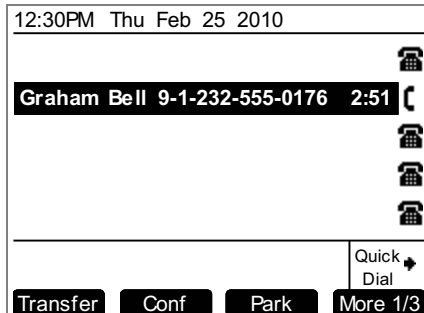 12:30PM Thu Feb 25 2010
Graham Bell 9-1-232-555-0176 2:51
Quick
Dial
Transfer Conf Park More 1/3